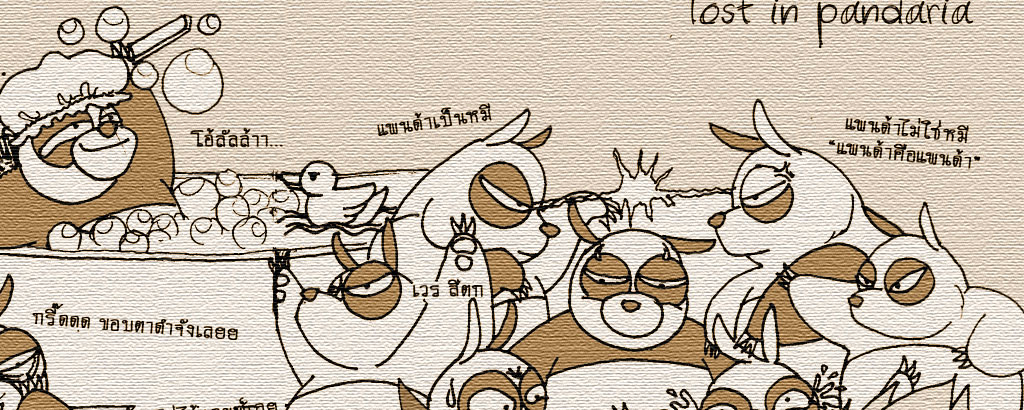 lost in pandaria
โอ้ลัลล้าา...
แพนด้าเป็นหมี
แพนด้าไม่ใช่หมี
"แพนด้าคือแพนด้า"
เวร สีตก
กรี๊ดดด ขอบตาดำจังเลยย